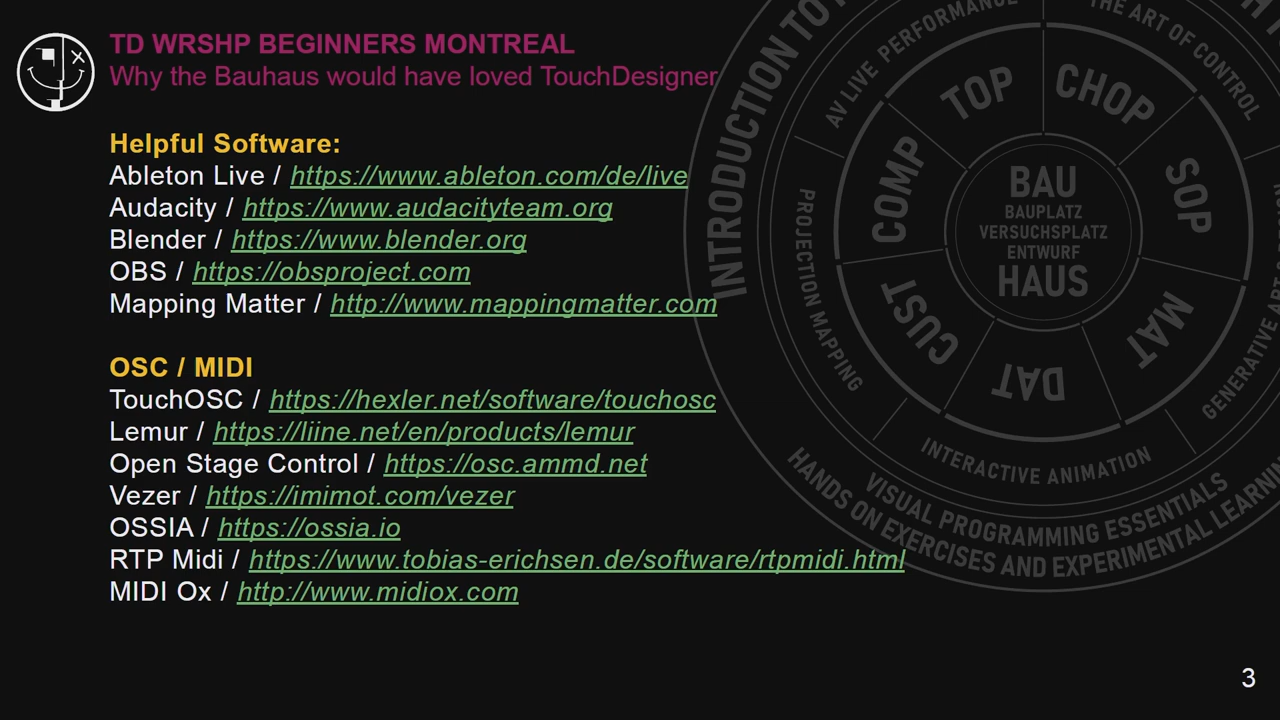 TD WRSHP BEGINNERS MONTREAL
Why the Bauhaus would have loved TouchDesigner
Helpful Software:
Ableton Live / https://www.ableton.com/de/live
Audacity / https://www.audacityteam.org
Blender / https://www.blender.org
OBS / https://obsproject.com
Mapping Matter / http://www.mappingmatter.com
OSC / MIDI
TouchOSC / https://hexler.net/software/touchosc
Lemur / https://liine.net/en/products/lemur
Open Stage Control / https://osc.ammd.net
Vezer / https://imimot.com/vezer
OSSIA / https://ossia.io
RTP Midi / https://www.tobias-erichsen.de/software/rtpmidi.html
MIDI Ox / http://www.midiox.com
INTRODUCTION TO
AV LIVE PERFORMANCE
THE ART OF CONTROL
PROJECTION MAPPING
INTERACTIVE ANIMATION
VISUAL PROGRAMMING ESSENTIALS
HANDS ON EXERCISES AND EXPERIMENTAL
GENERATIVE
TOP
CHOP
SOP
MAT
DAT
CUST
COMP
BAU
BAUPLATZ
VERSUCHSPLATZ
ENTWURF
HAUS
3